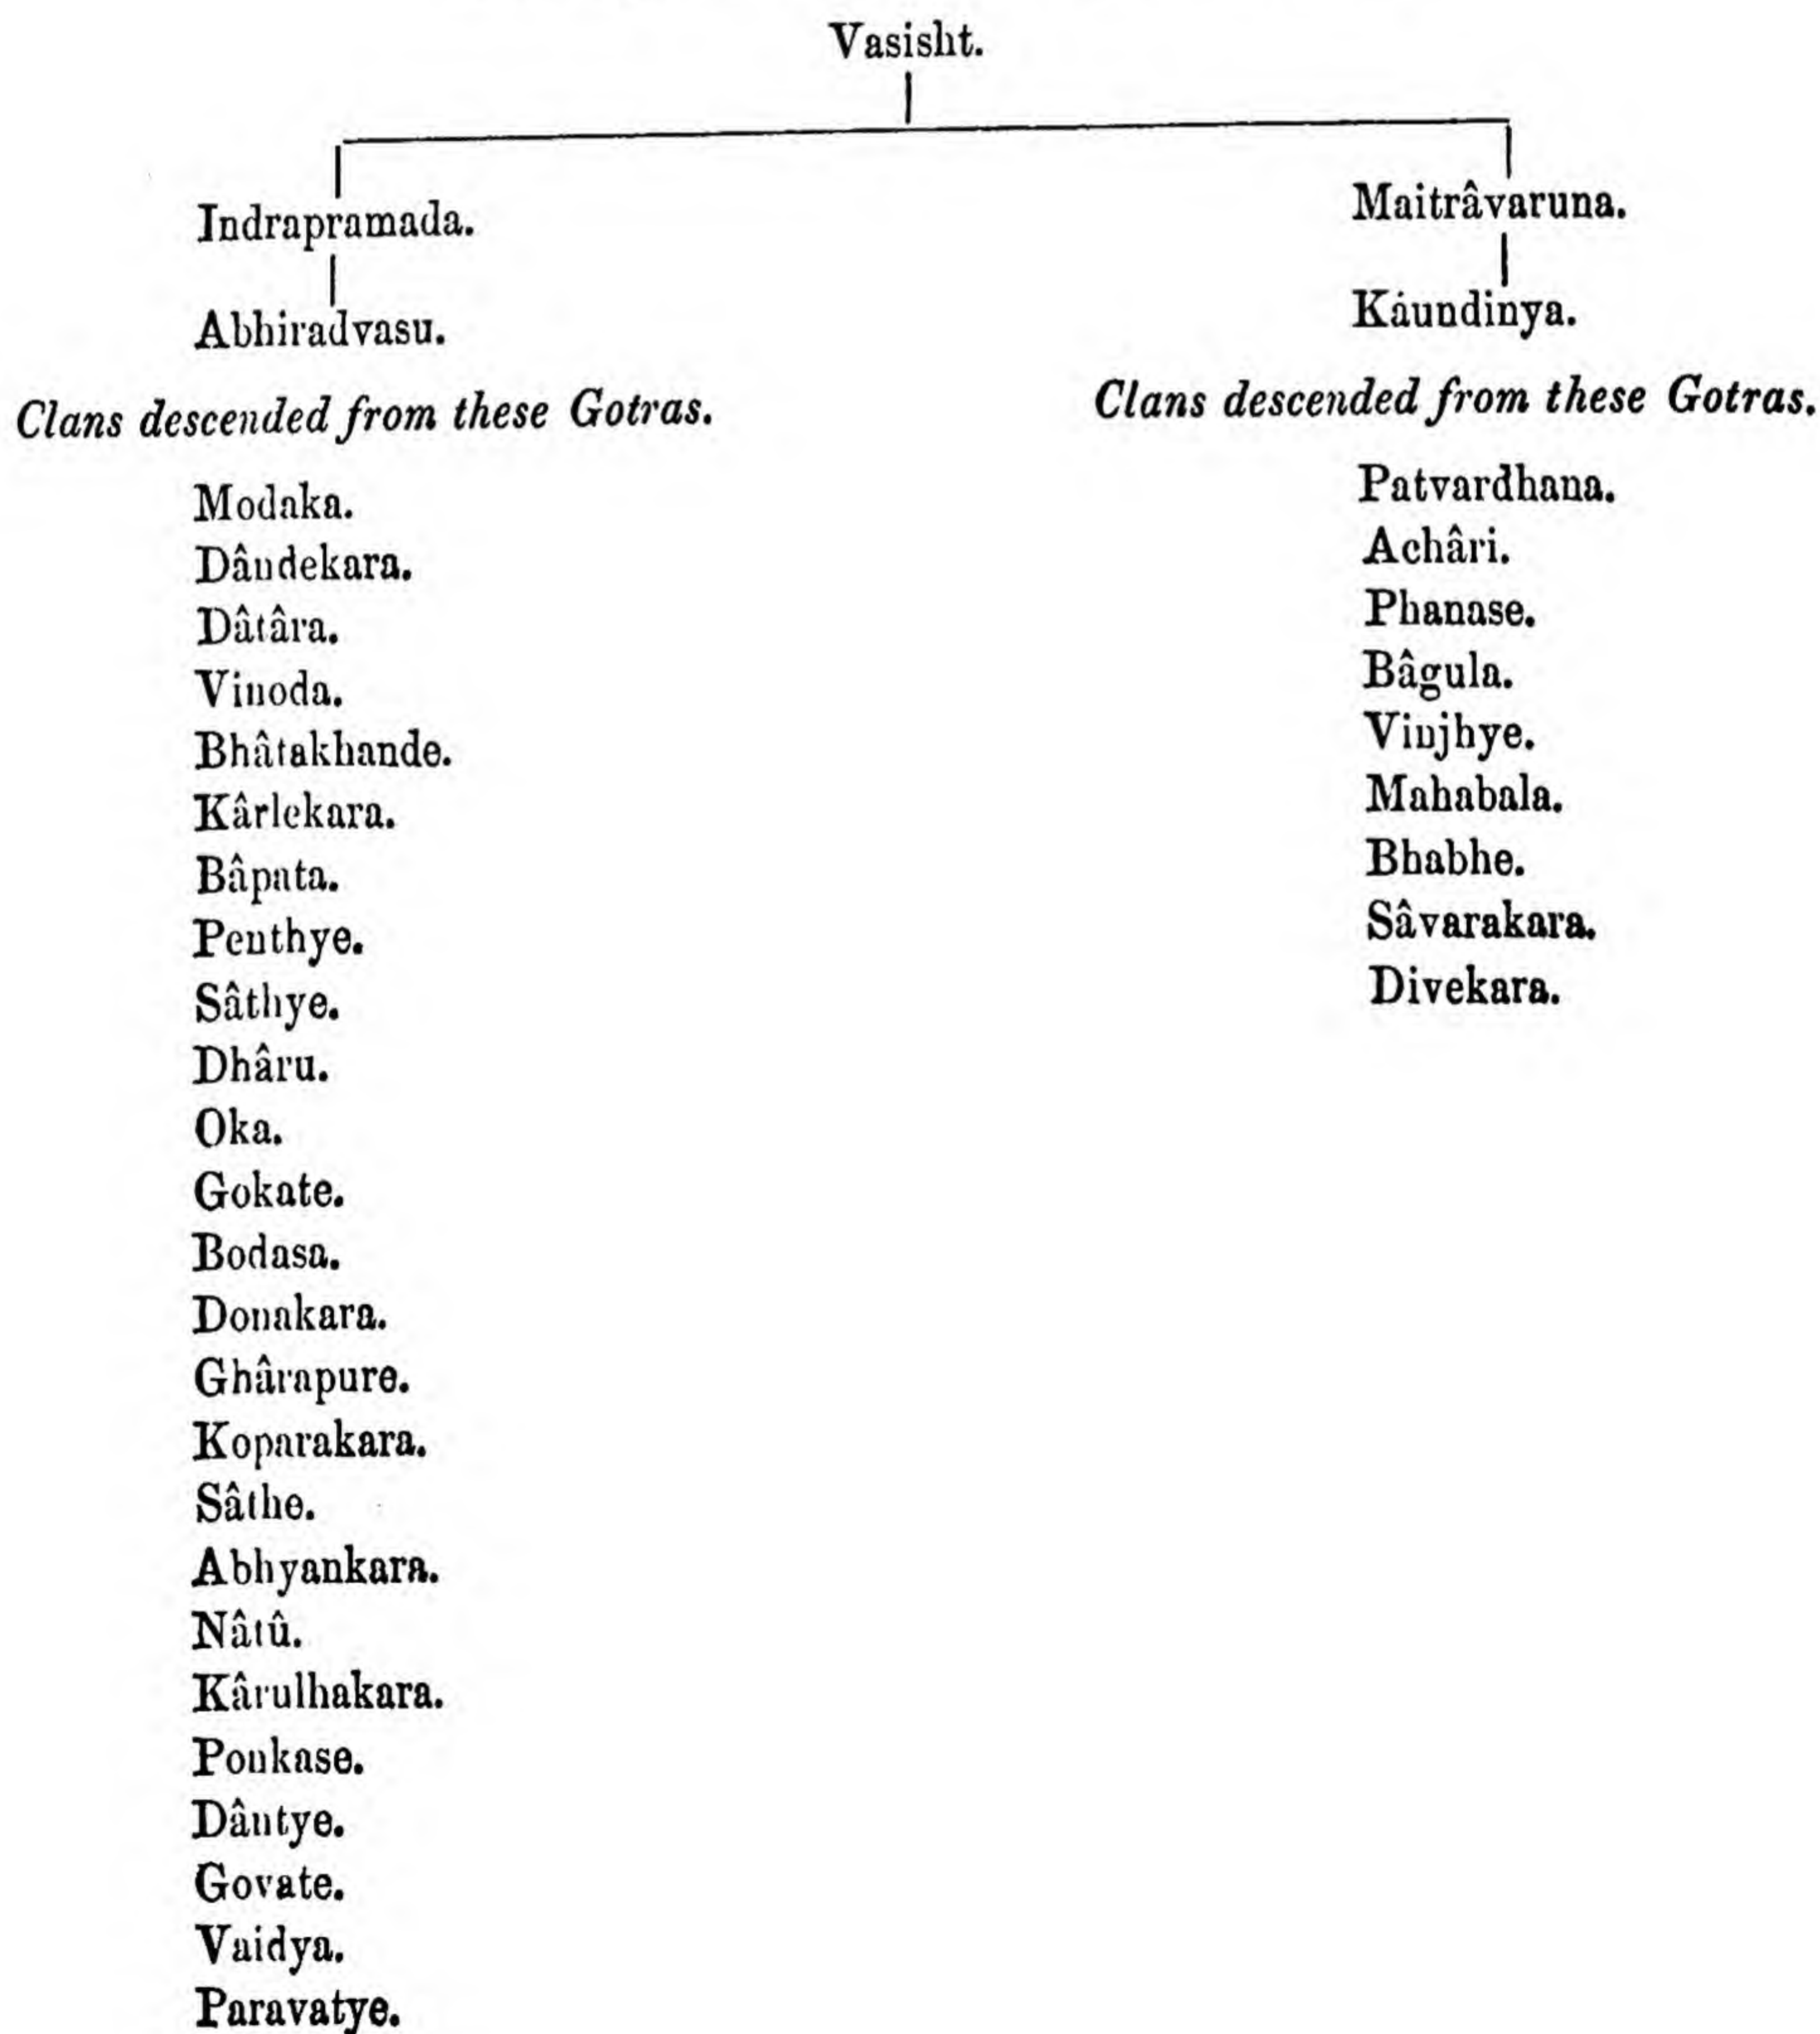 Vasisht.
Indrapramada.
Abhiradvasu.
Clans descended from these Gotras.
Modaka.
Dândekara.
Dâtâra.
Vinoda.
Bhâtakhande.
Kârlekara.
Bâpata.
Penthye.
Sâthye.
Dhâru.
Oka.
Gokate.
Bodasa.
Donakara.
Ghârapure.
Koparakara.
Sâthe.
Abhyankara.
Nâtû.
Kârulhakara.
Ponkase.
Dântye.
Govate.
Vaidya.
Paravatye.
Maitrâvaruna.
Káundinya.
Clans descended from these Gotras.
Patvardhana.
Achâri.
Phanase.
Bâgula.
Vinjhye.
Mahabala.
Bhabhe.
Sâvarakara.
Divekara.